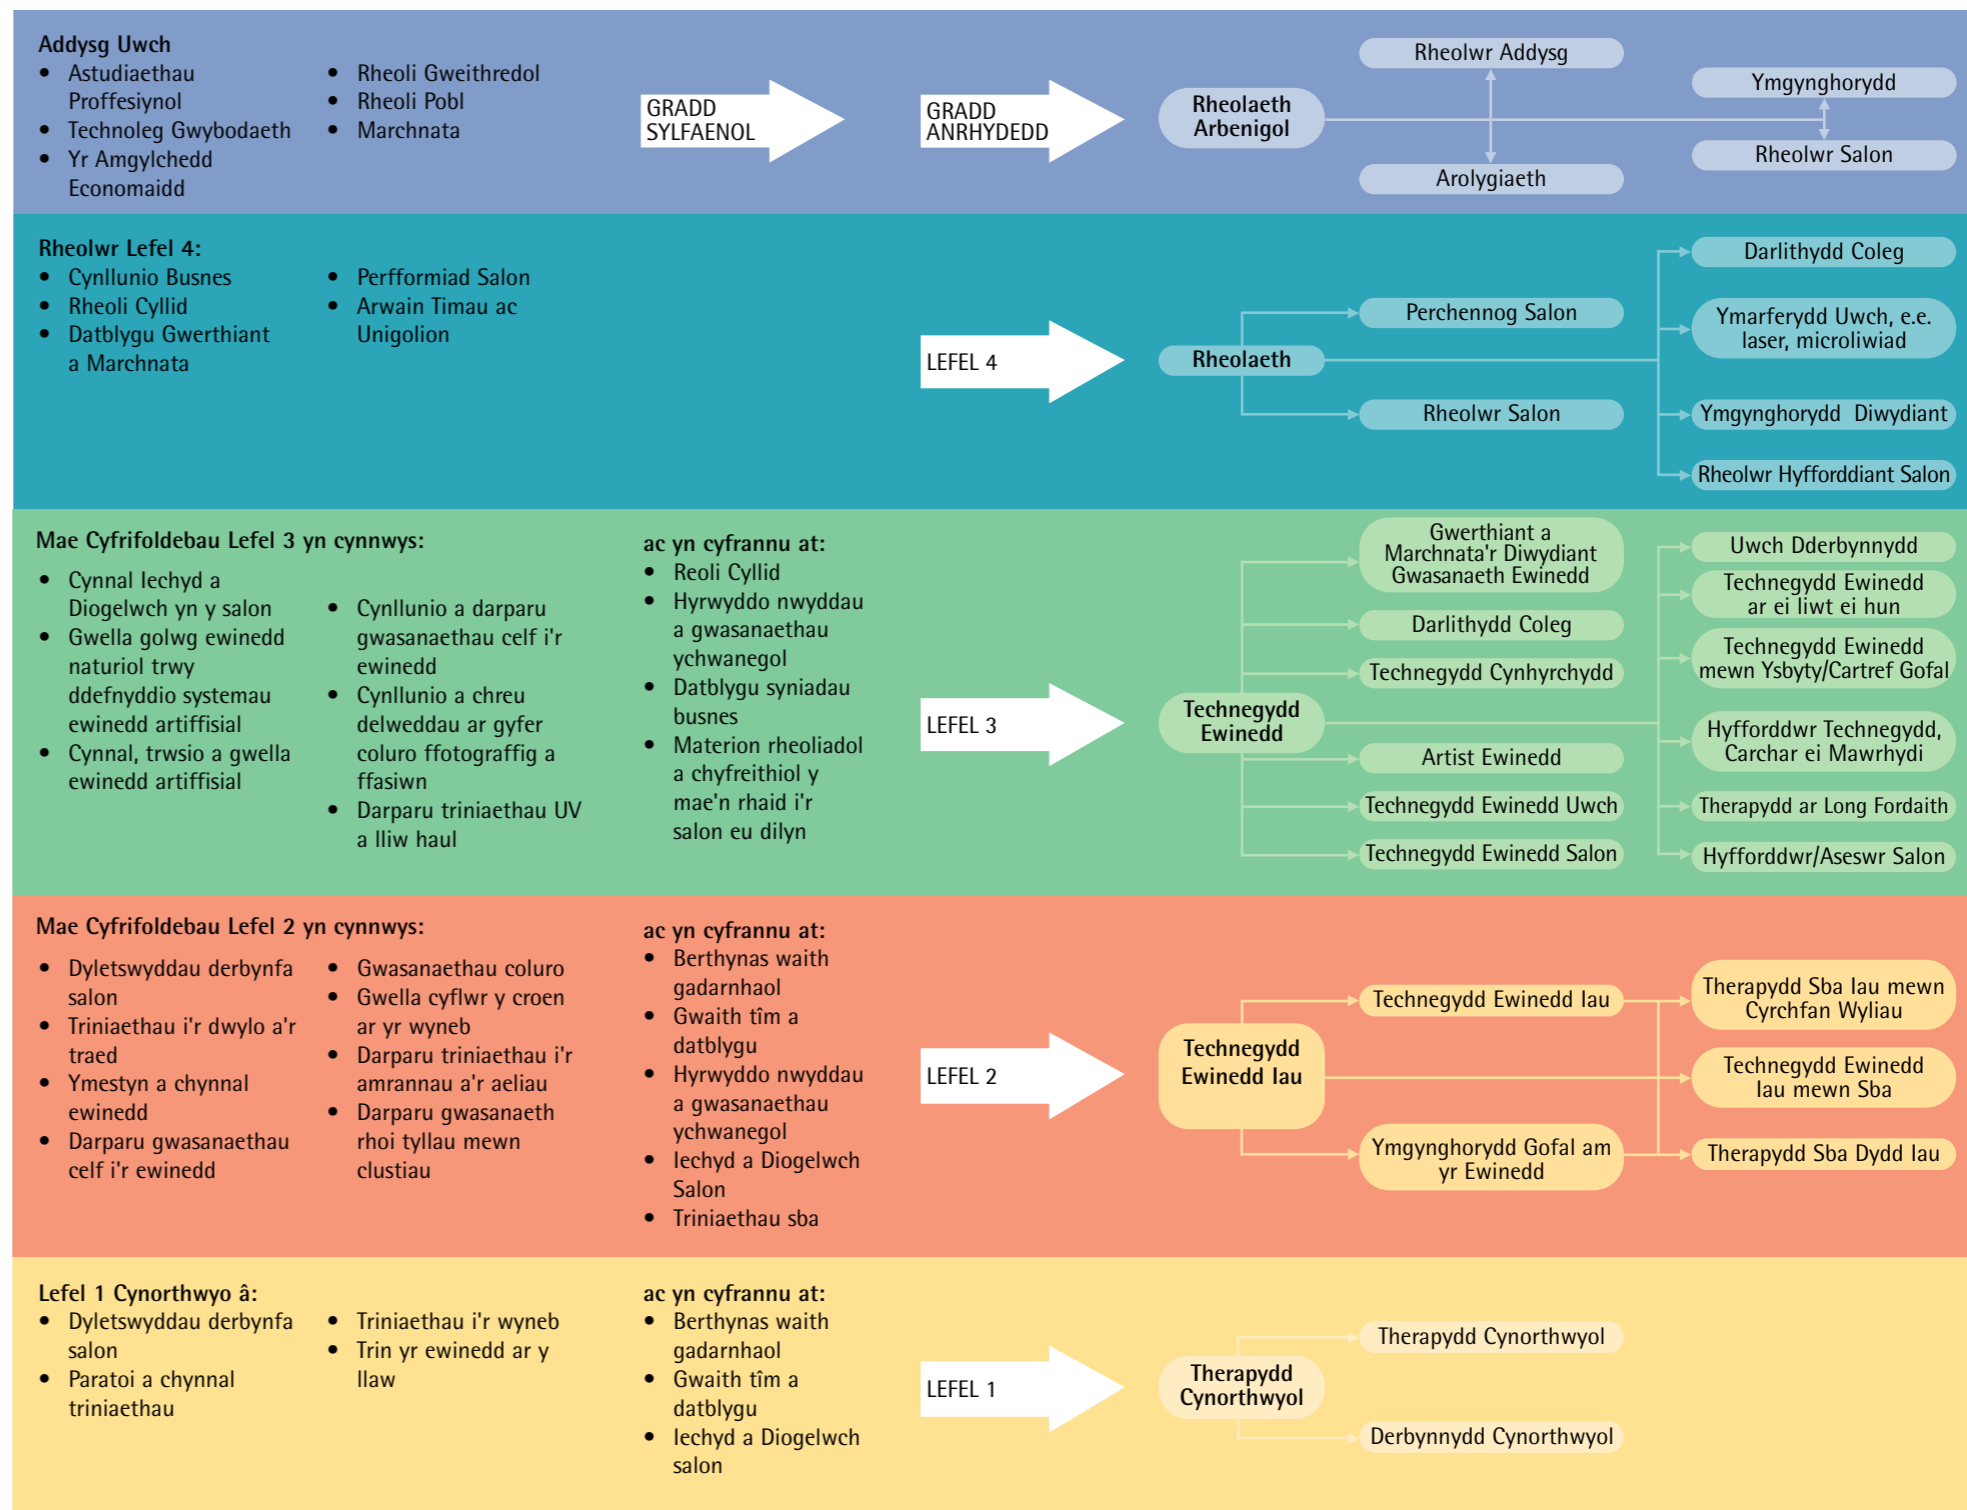 Addysg Uwch
• Astudiaethau
Proffesiynol
• Technoleg Gwybodaeth
• Yr Amgylchedd
Economaidd
• Rheoli Gweithredol
• Rheoli Pobl
• Marchnata
GRADD
SYLFAENOL
GRADD
ANRHYDEDD
Rheolaeth
Arbenigol
Rheolwr Addysg
Arolygiaeth
Ymgynghorydd
Rheolwr Salon
Rheolwr Lefel 4:
• Cynllunio Busnes
• Rheoli Cyllid
• Datblygu Gwerthiant
a Marchnata
• Perfformiad Salon
• Arwain Timau ac
Unigolion
LEFEL 4
Rheolaeth
Perchennog Salon
Rheolwr Salon
Darlithydd Coleg
Ymarferydd Uwch, e.e.
laser, microliwiad
Ymgynghorydd Diwydiant
Rheolwr Hyfforddiant Salon
Mae Cyfrifoldebau Lefel 3 yn cynnwys:
• Cynnal Iechyd a
Diogelwch yn y salon
• Gwella golwg ewinedd
naturiol trwy
ddefnyddio systemau
ewinedd artiffisial
• Cynnal, trwsio a gwella
ewinedd artiffisial
• Cynllunio a darparu
gwasanaethau celf i'r
ewinedd
• Cynllunio a chreu
delweddau ar gyfer
coluro ffotograffig a
ffasiwn
• Darparu triniaethau UV
a lliw haul
ac yn cyfrannu at:
• Reoli Cyllid
• Hyrwyddo nwyddau
a gwasanaethau
ychwanegol
• Datblygu syniadau
busnes
• Materion rheoliadol
a chyfreithiol y
mae'n rhaid i'r
salon eu dilyn
LEFEL 3
Technegydd
Ewinedd
Gwerthiant a
Marchnata'r Diwydiant
Gwasanaeth Ewinedd
Darlithydd Coleg
Technegydd Cynhyrchydd
Artist Ewinedd
Technegydd Ewinedd Uwch
Technegydd Ewinedd Salon
Uwch Dderbynnydd
Technegydd Ewinedd
ar ei liwt ei hun
Technegydd Ewinedd
mewn Ysbyty/Cartref Gofal
Hyfforddwr Technegydd,
Carchar ei Mawrhydi
Therapydd ar Long Fordaith
Hyfforddwr/Aseswr Salon
Mae Cyfrifoldebau Lefel 2 yn cynnwys:
• Dyletswyddau derbynfa
salon
• Triniaethau i'r dwylo a'r
traed
• Ymestyn a chynnal
ewinedd
• Darparu gwasanaethau
celf i'r ewinedd
• Gwasanaethau coluro
• Gwella cyflwr y croen
ar yr wyneb
• Darparu triniaethau i'r
amrannau a'r aeliau
• Darparu gwasanaeth
rhoi tyllau mewn
clustiau
ac yn cyfrannu at:
• Berthynas waith
gadarnhaol
• Gwaith tîm a
datblygu
• Hyrwyddo nwyddau
a gwasanaethau
ychwanegol
• Iechyd a Diogelwch
Salon
• Triniaethau sba
LEFEL 2
Technegydd
Ewinedd Iau
Technegydd Ewinedd Iau
Ymgynghorydd Gofal am
yr Ewinedd
Therapydd Sba Iau mewn
Cyrchfan Wyliau
Technegydd Ewinedd
Iau mewn Sba
Therapydd Sba Dydd Iau
Lefel 1 Cynorthwyo â:
• Dyletswyddau derbynfa
salon
• Paratoi a chynnal
triniaethau
• Triniaethau i'r wyneb
• Trin yr ewinedd ar y
llaw
ac yn cyfrannu at:
• Berthynas waith
gadarnhaol
• Gwaith tîm a
datblygu
• Iechyd a Diogelwch
salon
LEFEL 1
Therapydd
Cynorthwyol
Therapydd Cynorthwyol
Derbynnydd Cynorthwyol